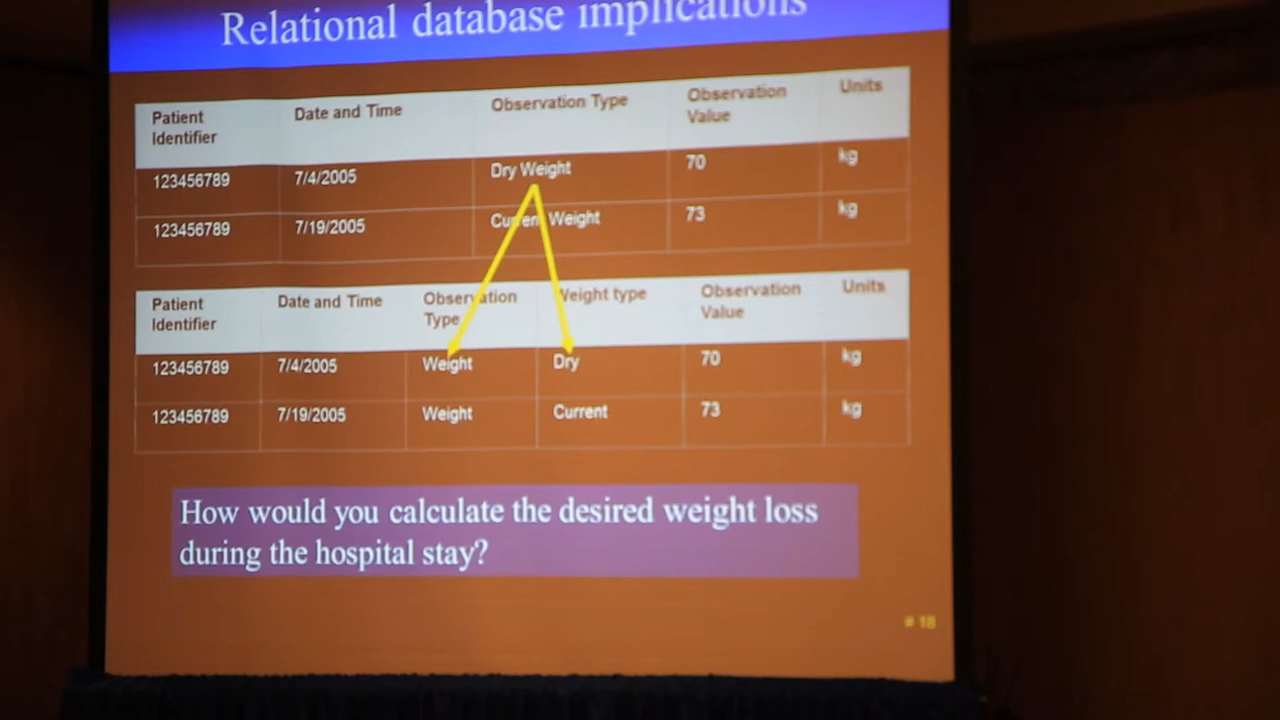 Relational database implications
Patient Identifier Date and Time Observation Type Observation Value Units
123456789 7/4/2005 Dry Weight 70 kg
123456789 7/19/2005 Current Weight 73 kg
Patient Identifier Date and Time Observation Type Weight type Observation Value Units
123456789 7/4/2005 Weight Dry 70 kg
123456789 7/19/2005 Weight Current 73 kg
How would you calculate the desired weight loss
during the hospital stay?
# 18